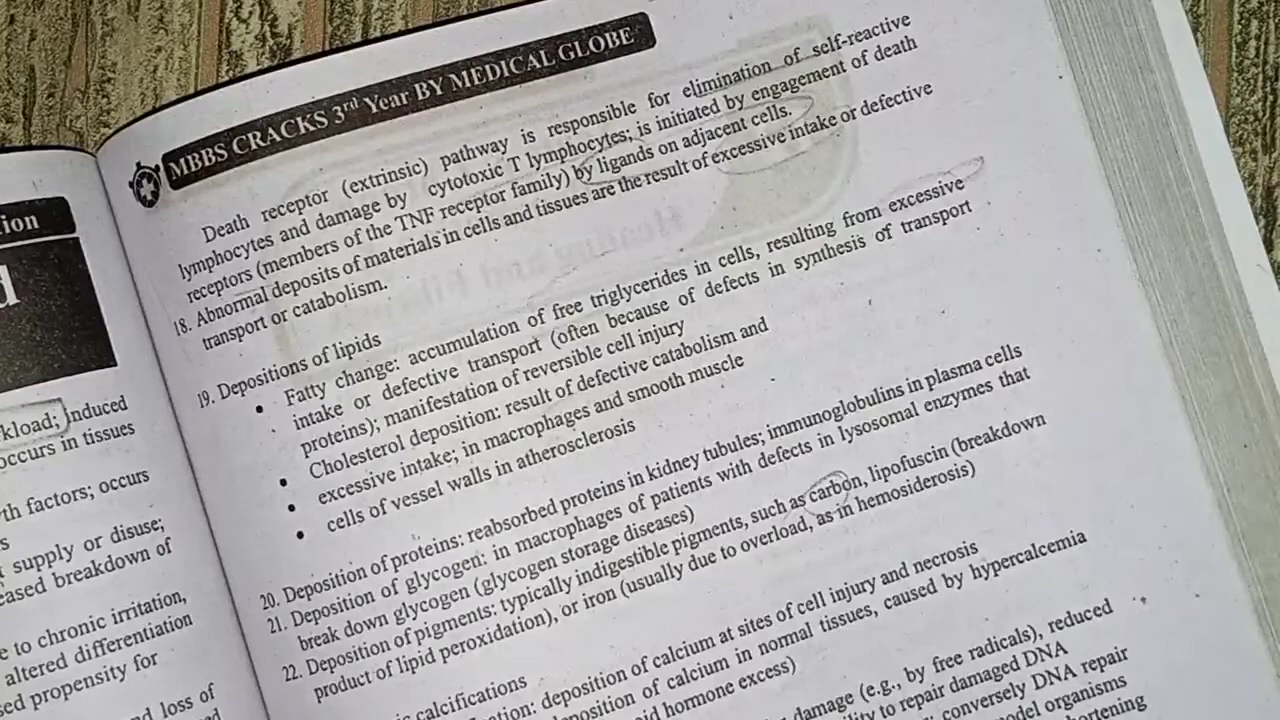 ion
d
kload; Induced
occurs in tissues
th factors; occurs
s
supply or disuse;
eased breakdown of
e to chronic irritation,
altered differentiation
sed propensity for
nd loss of
MBBS CRACKS 3rd Year BY MEDICAL GLOBE
Death receptor (extrinsic) pathway is responsible for elimination of self-reactive
lymphocytes and damage by cytotoxic T lymphocytes; is initiated by engagement of death
receptors (members of the TNF receptor family) by ligands on adjacent cells.
18. Abnormal deposits of materials in cells and tissues are the result of excessive intake or defective
transport or catabolism.
19. Depositions of lipids
• Fatty change: accumulation of free triglycerides in cells, resulting from excessive
intake or defective transport (often because of defects in synthesis of transport
proteins); manifestation of reversible cell injury
• Cholesterol deposition: result of defective catabolism and
• excessive intake; in macrophages and smooth muscle
• cells of vessel walls in atherosclerosis
20. Deposition of proteins: reabsorbed proteins in kidney tubules; immunoglobulins in plasma cells
21. Deposition of glycogen: in macrophages of patients with defects in lysosomal enzymes that
break down glycogen (glycogen storage diseases)
22. Deposition of pigments: typically indigestible pigments, such as carbon, lipofuscin (breakdown
product of lipid peroxidation), or iron (usually due to overload, as in hemosiderosis)
calcifications
deposition of calcium at sites of cell injury and necrosis
position of calcium in normal tissues, caused by hypercalcemia
id hormone excess)
damage (e.g., by free radicals), reduced
ility to repair damaged DNA
conversely DNA repair
odel organisms
hortening